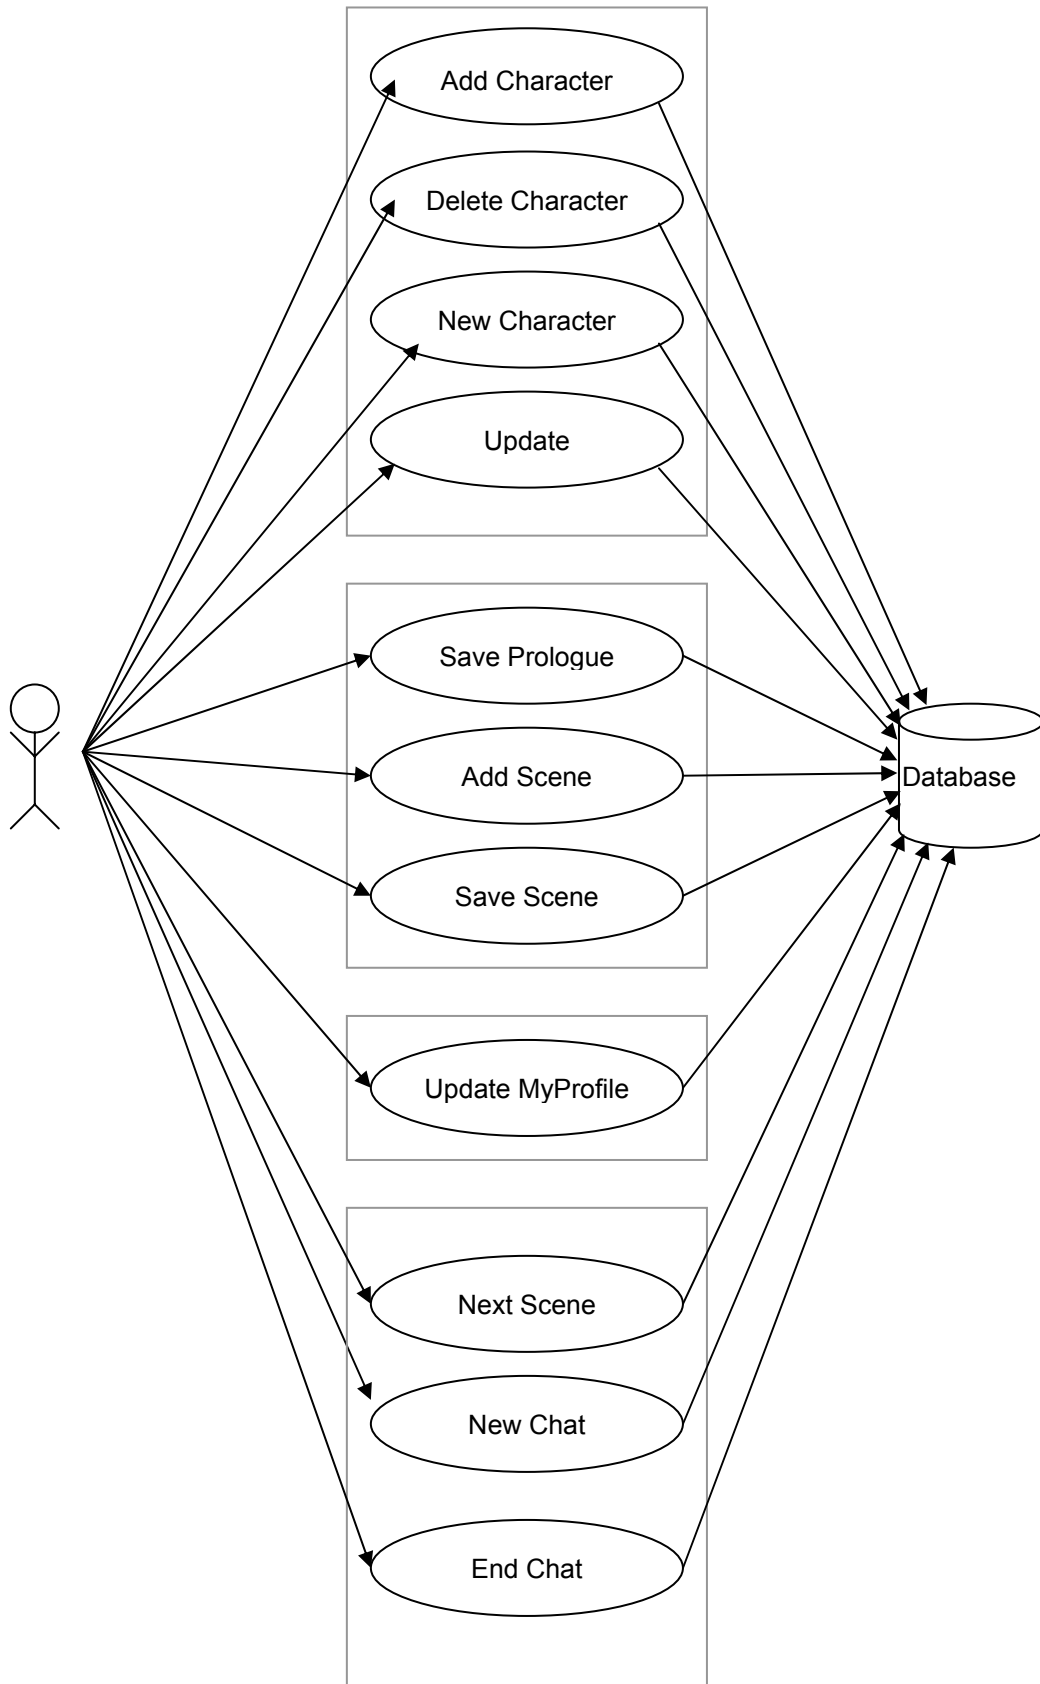 Add Character
Delete Character
New Character
Update
Save Prologue
Add Scene
Database
Save Scene
Update MyProfile
Next Scene
New Chat
End Chat